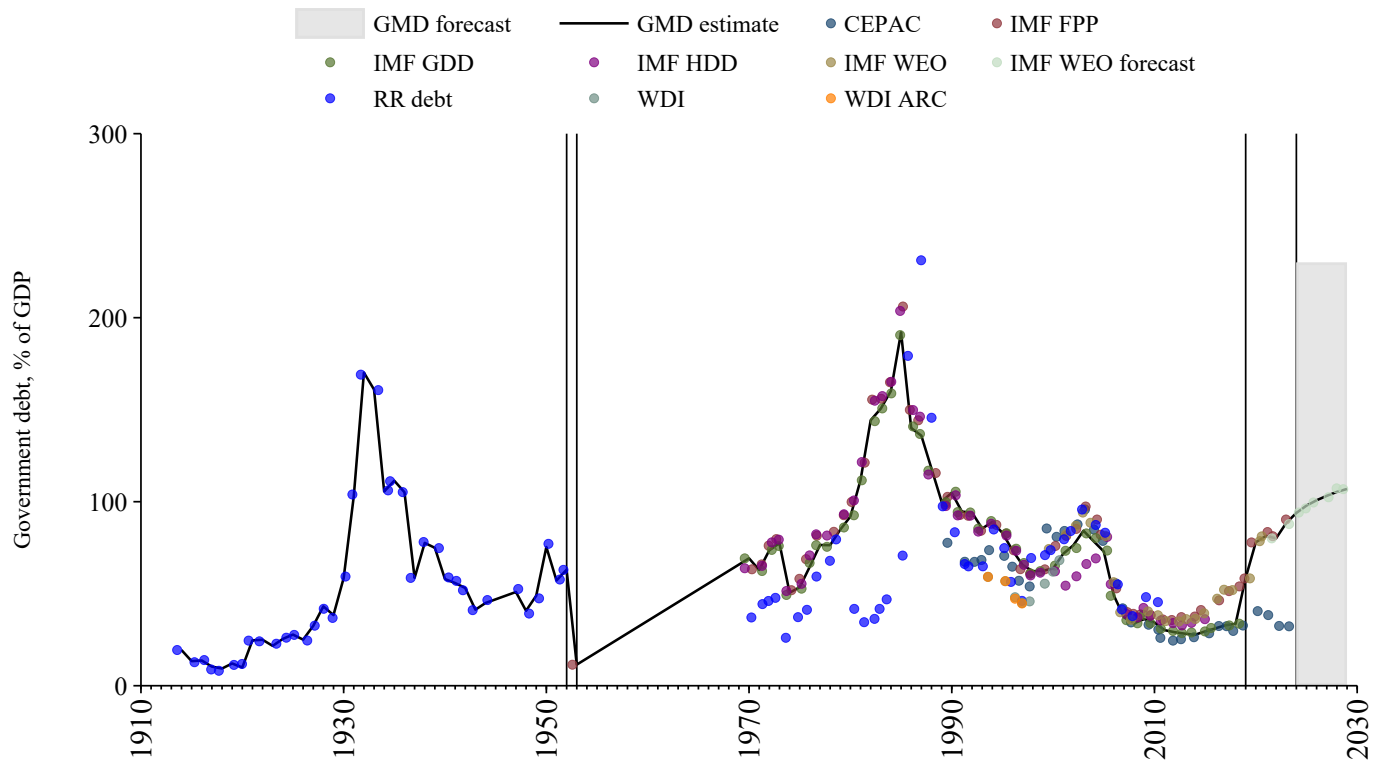 GMD forecast GMD estimate CEPAC IMF FPP
IMF GDD IMF HDD IMF WEO IMF WEO forecast
RR debt WDI WDI ARC
Government debt, % of GDP
300
200
100
0
1910 1930 1950 1970 1990 2010 2030